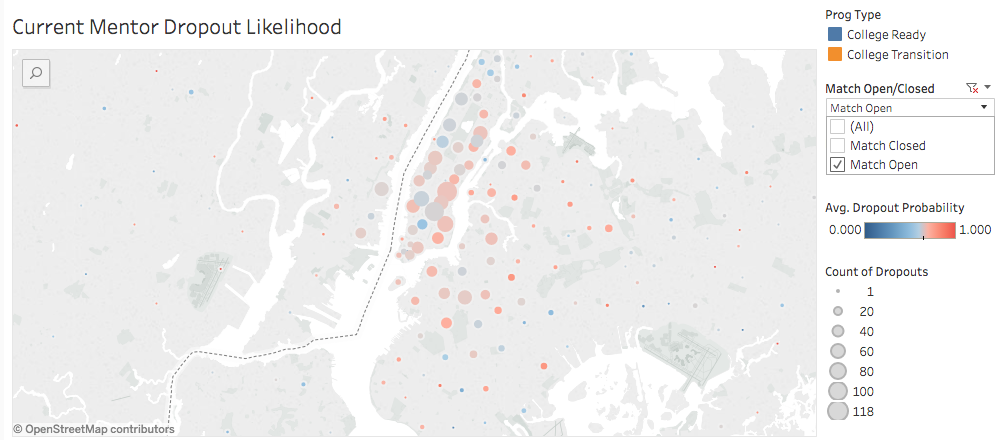 Current Mentor Dropout Likelihood
© OpenStreetMap contributors
Prog Type
College Ready
College Transition
Match Open/Closed
Match Open
(All)
Match Closed
Match Open
Avg. Dropout Probability
0.000 1.000
Count of Dropouts
1
20
40
60
80
100
118